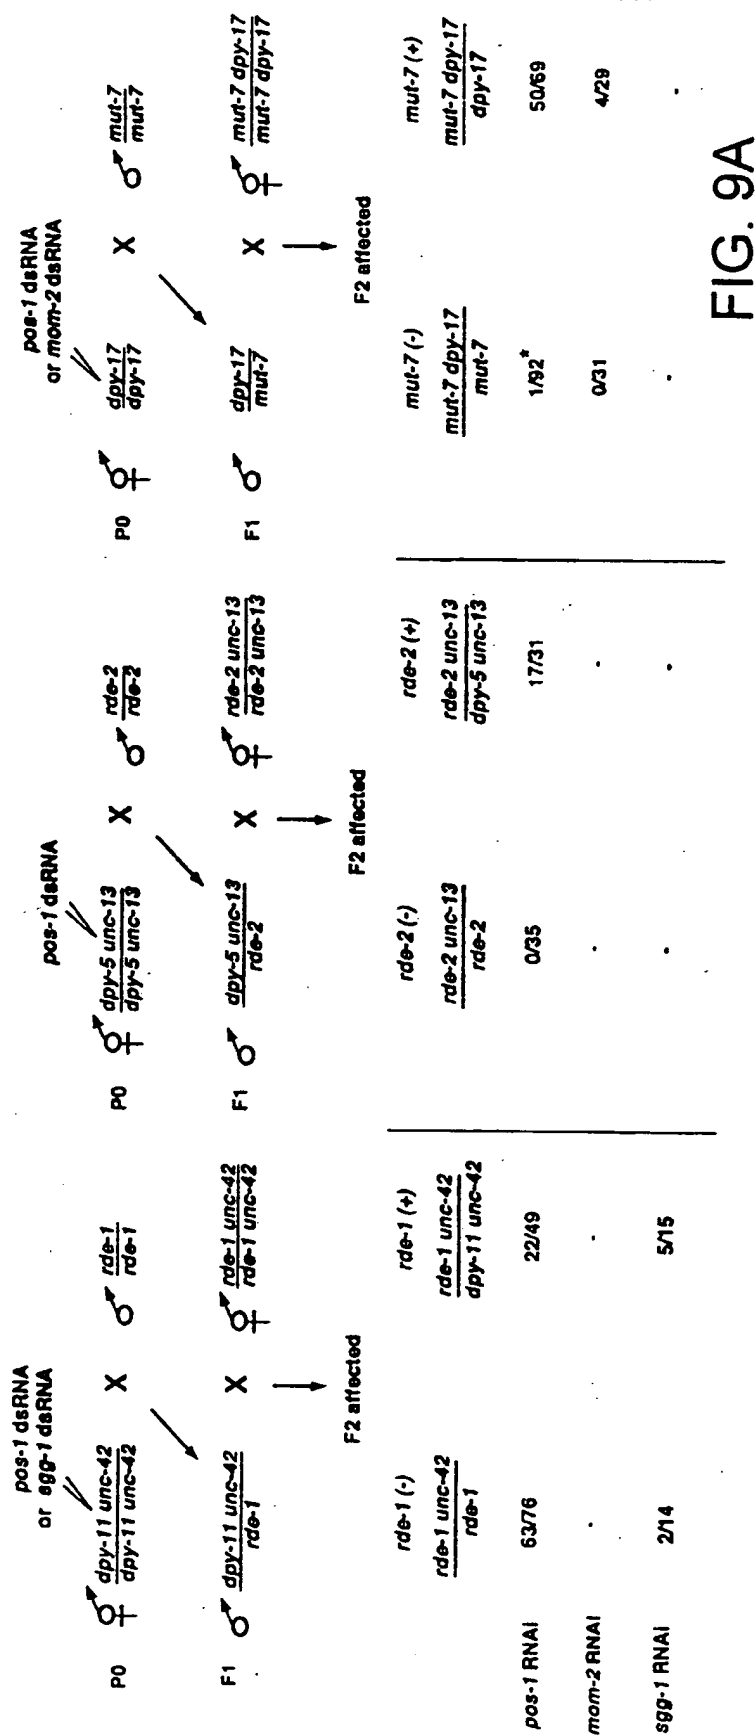 pos-1 dsRNA
or sgg-1 dsRNA
P0 dpy-11 unc-42 X rde-1
dpy-11 unc-42 rde-1
F1 dpy-11 unc-42 X rde-1 unc-42
rde-1 rde-1 unc-42
F2 affected
pos-1 dsRNA
P0 dpy-5 unc-13 X rde-2
dpy-5 unc-13 rde-2
F1 dpy-5 unc-13 X rde-2 unc-13
rde-2 rde-2 unc-13
F2 affected
pos-1 dsRNA
or mom-2 dsRNA
P0 dpy-17 X mut-7
dpy-17 mut-7
F1 dpy-17 X mut-7 dpy-17
mut-7 mut-7 dpy-17
F2 affected
rde-1 (-) rde-1 (+) rde-2 (-) rde-2 (+) mut-7 (-) mut-7 (+)
rde-1 unc-42 rde-1 unc-42 rde-2 unc-13 rde-2 unc-13 mut-7 dpy-17 mut-7 dpy-17
rde-1 dpy-11 unc-42 rde-2 dpy-5 unc-13 mut-7 dpy-17
pos-1 RNAi 63/76 22/49 0/35 17/31 1/92* 50/69
mom-2 RNAi - - - - 0/31 4/29
sgg-1 RNAi 2/14 5/15 - - - -
FIG. 9A